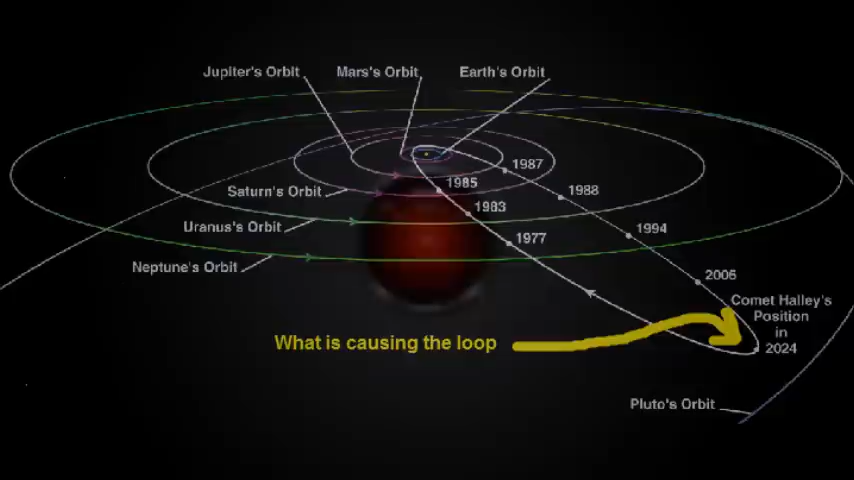 Jupiter's Orbit
Mars's Orbit
Earth's Orbit
1987
1985
Saturn's Orbit
1988
1983
Uranus's Orbit
1994
1977
Neptune's Orbit
2005
Comet Halley's
Position
in
2024
What is causing the loop
Pluto's Orbit